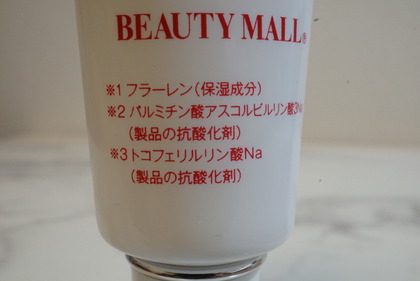 BEAUTY MALL®
※1 フラーレン(保湿成分)
※2 パルミチン酸アスコルビルリン酸3Na
(製品の抗酸化剤)
※3トコフェリルリン酸Na
(製品の抗酸化剤)